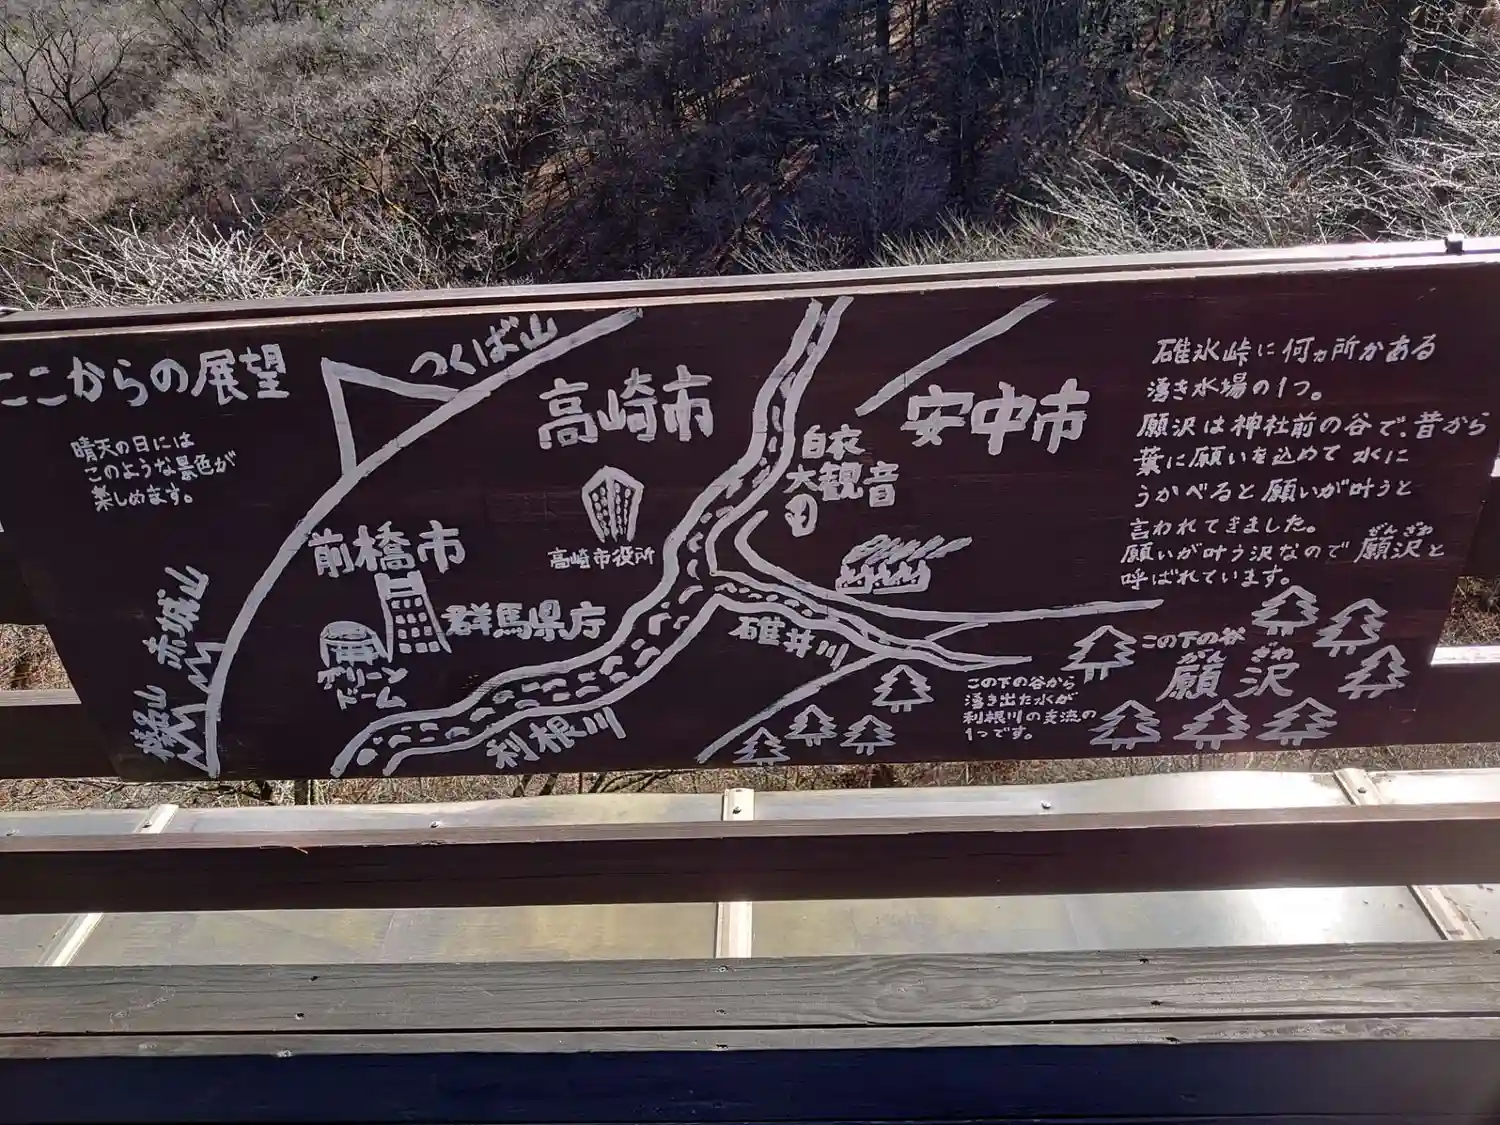 ここからの展望
晴天の日には
このような景色が
楽しめます。
つくば山
赤城山
榛名山
前橋市
群馬県庁
グリーン
ドーム
高崎市
高崎市役所
利根川
碓井川
白衣
大観音
安中市
碓氷峠に何ヵ所かある
湧き水場の1つ。
願沢は神社前の谷で、昔から
葉に願いを込めて水に
うかべると願いが叶うと
言われてきました。
願いが叶う沢なので願沢と
がんざわ
呼ばれています。
この下の谷
がんざわ
願沢
この下の谷から
湧き出た水が
利根川の支流の
1つです。